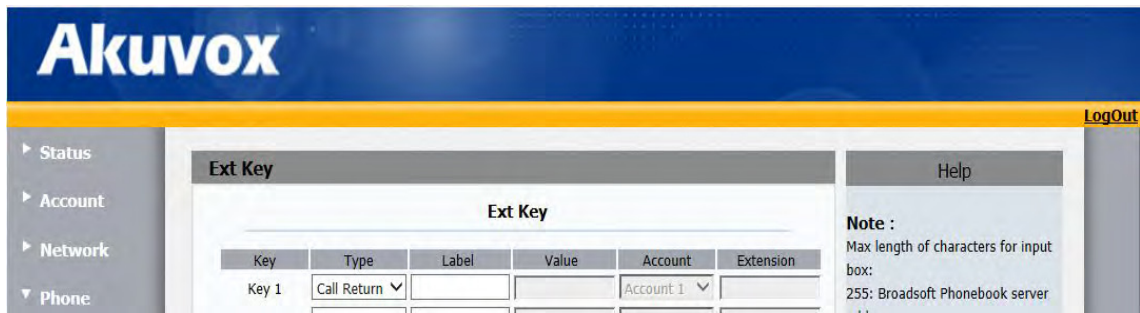 Akuvox
LogOut
Status
Account
Network
Phone
Ext Key
Ext Key
Key Type Label Value Account Extension
Key 1 Call Return Account 1
Help
Note :
Max length of characters for input
box:
255: Broadsoft Phonebook server